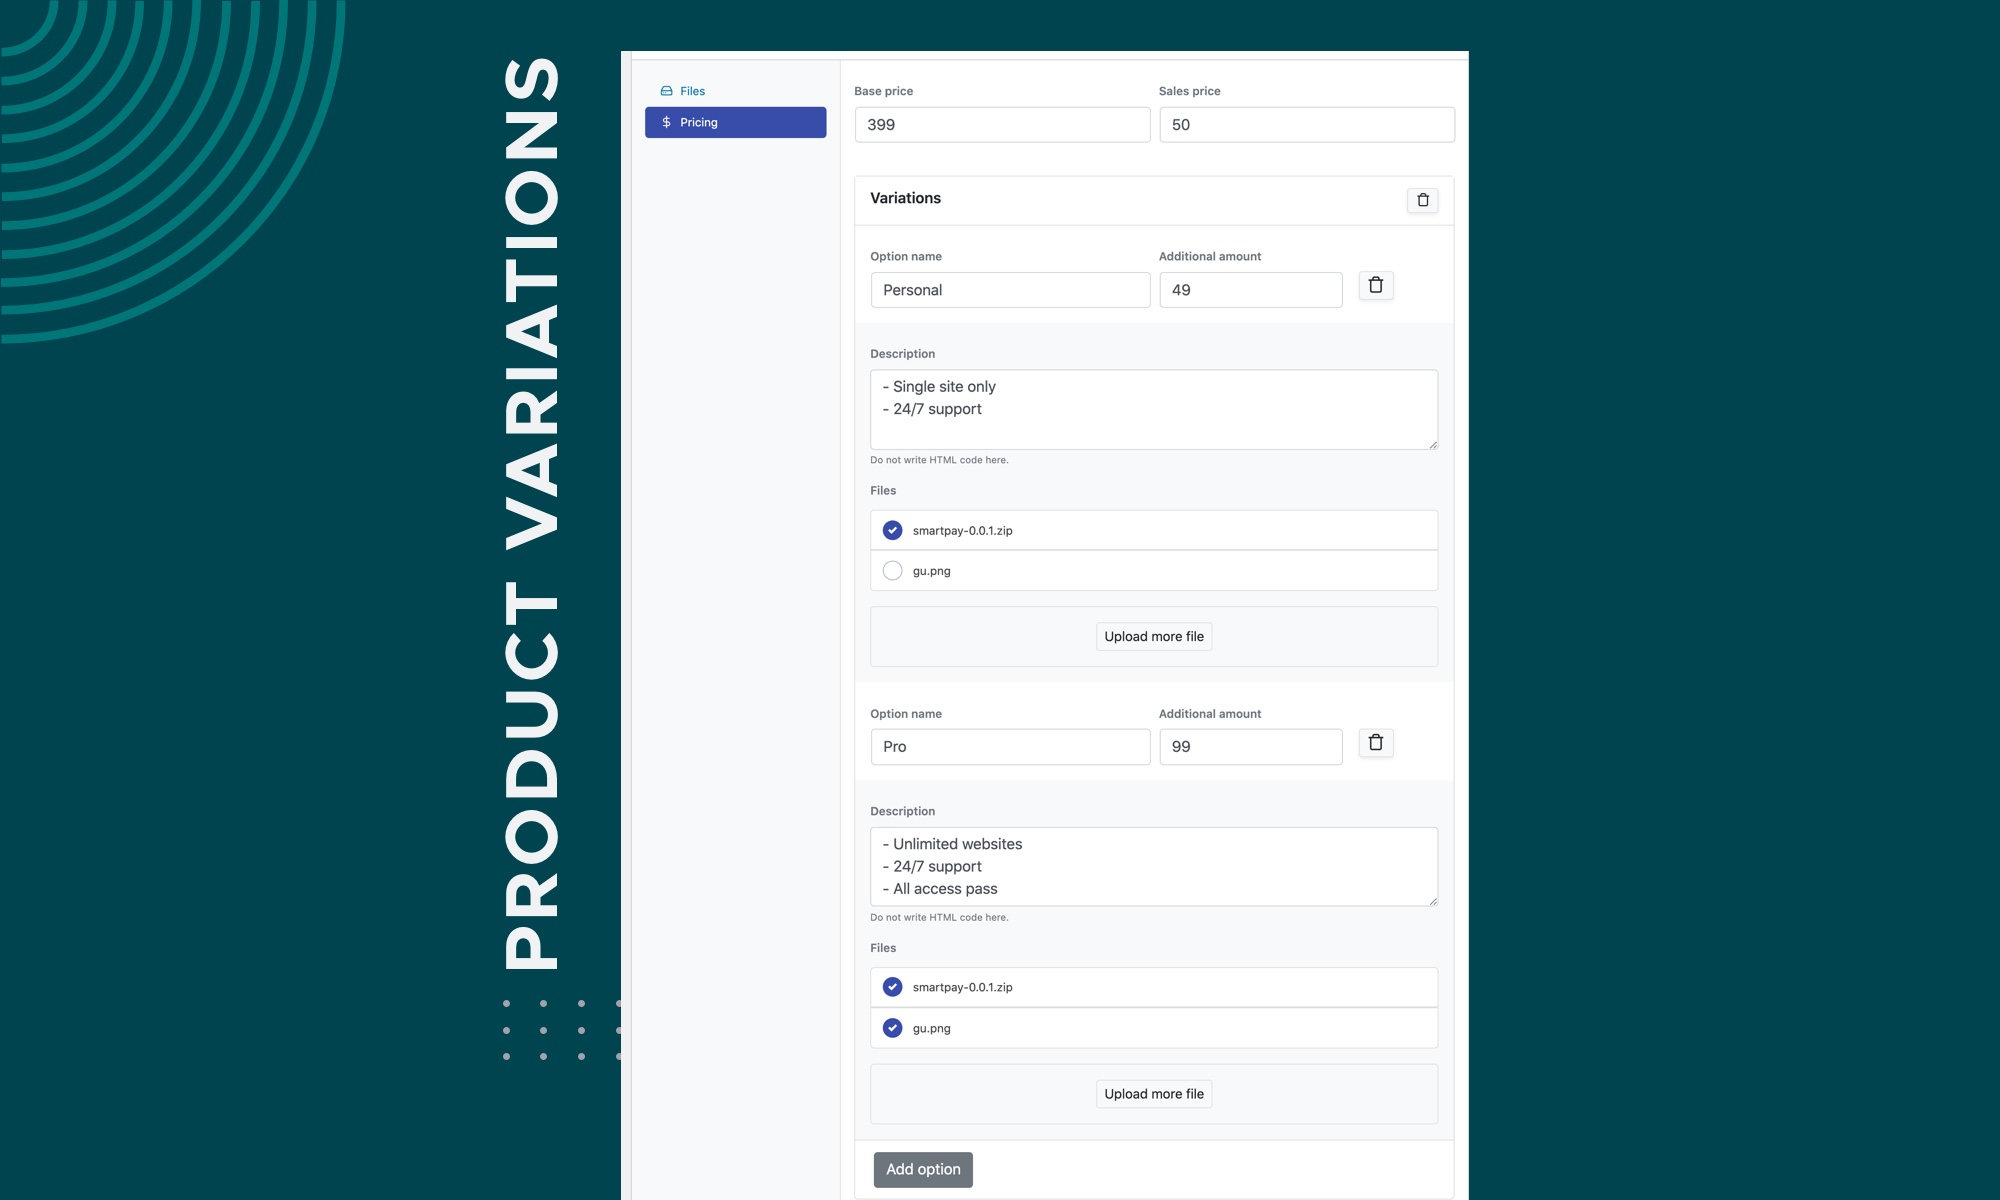 PRODUCT VARIATIONS
Files
Pricing
Base price
Sales price
399
50
Variations
Option name
Additional amount
Personal
49
Description
- Single site only
- 24/7 support
Do not write HTML code here.
Files
smartpay-0.0.1.zip
gu.png
Upload more file
Option name
Additional amount
Pro
99
Description
- Unlimited websites
- 24/7 support
- All access pass
Do not write HTML code here.
Files
smartpay-0.0.1.zip
gu.png
Upload more file
Add option